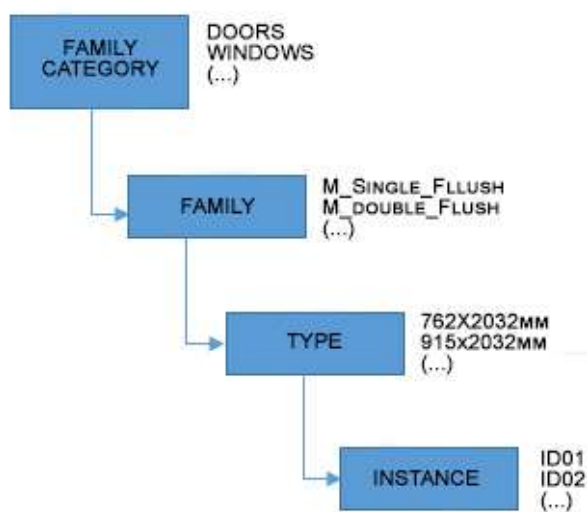 FAMILY
CATEGORY
DOORS
WINDOWS
(...)
FAMILY
M_SINGLE_FLLUSH
M_DOUBLE_FLUSH
(...)
TYPE
762X2032MM
915X2032MM
(...)
INSTANCE
ID01
ID02
(...)